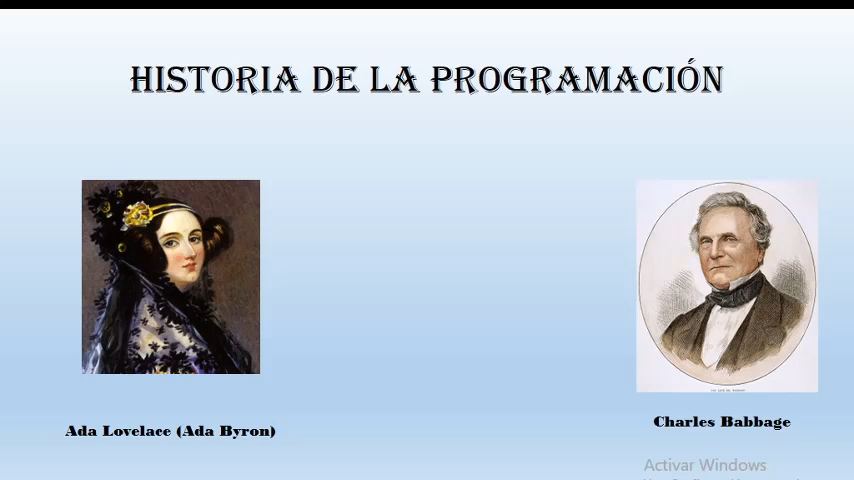 HISTORIA DE LA PROGRAMACIÓN
Ada Lovelace (Ada Byron)
Charles Babbage
Activar Windows